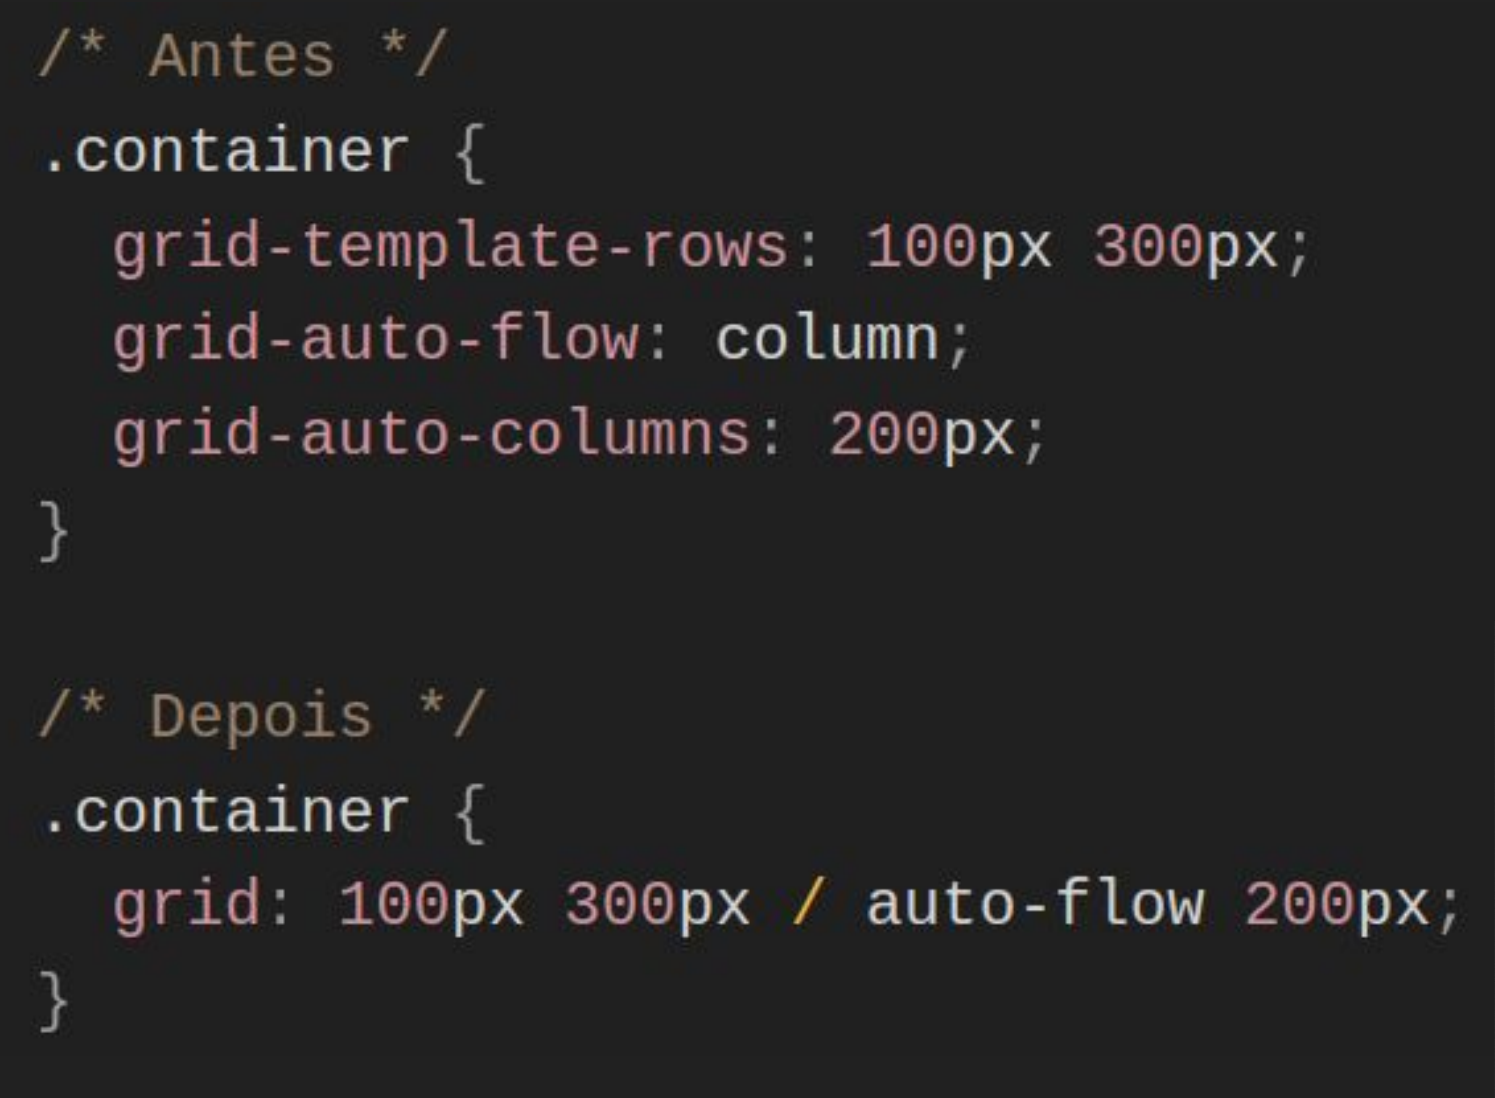 /* Antes */
.container {
  grid-template-rows: 100px 300px;
  grid-auto-flow: column;
  grid-auto-columns: 200px;
}

/* Depois */
.container {
  grid: 100px 300px / auto-flow 200px;
}